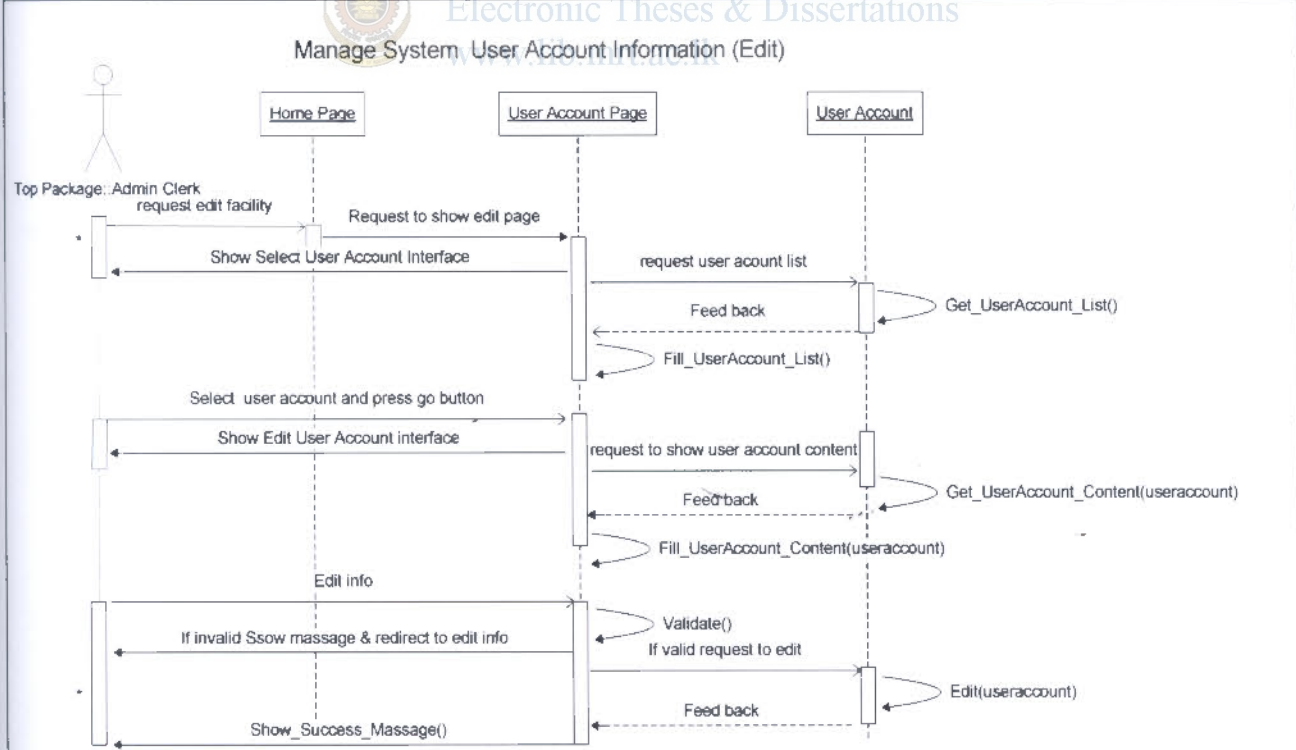 Electronic Theses & Dissertations
www.lib.mrt.ac.lk
Manage System User Account Information (Edit)
Home Page
User Account Page
User Account
Top Package::Admin Clerk
request edit facility
Request to show edit page
Show Select User Account Interface
request user acount list
Get_UserAccount_List()
Feed back
Fill_UserAccount_List()
Select user account and press go button
Show Edit User Account interface
request to show user account content
Get_UserAccount_Content(useraccount)
Feed back
Fill_UserAccount_Content(useraccount)
Edit info
Validate()
If invalid Ssow massage & redirect to edit info
If valid request to edit
Edit(useraccount)
Feed back
Show_Success_Massage()